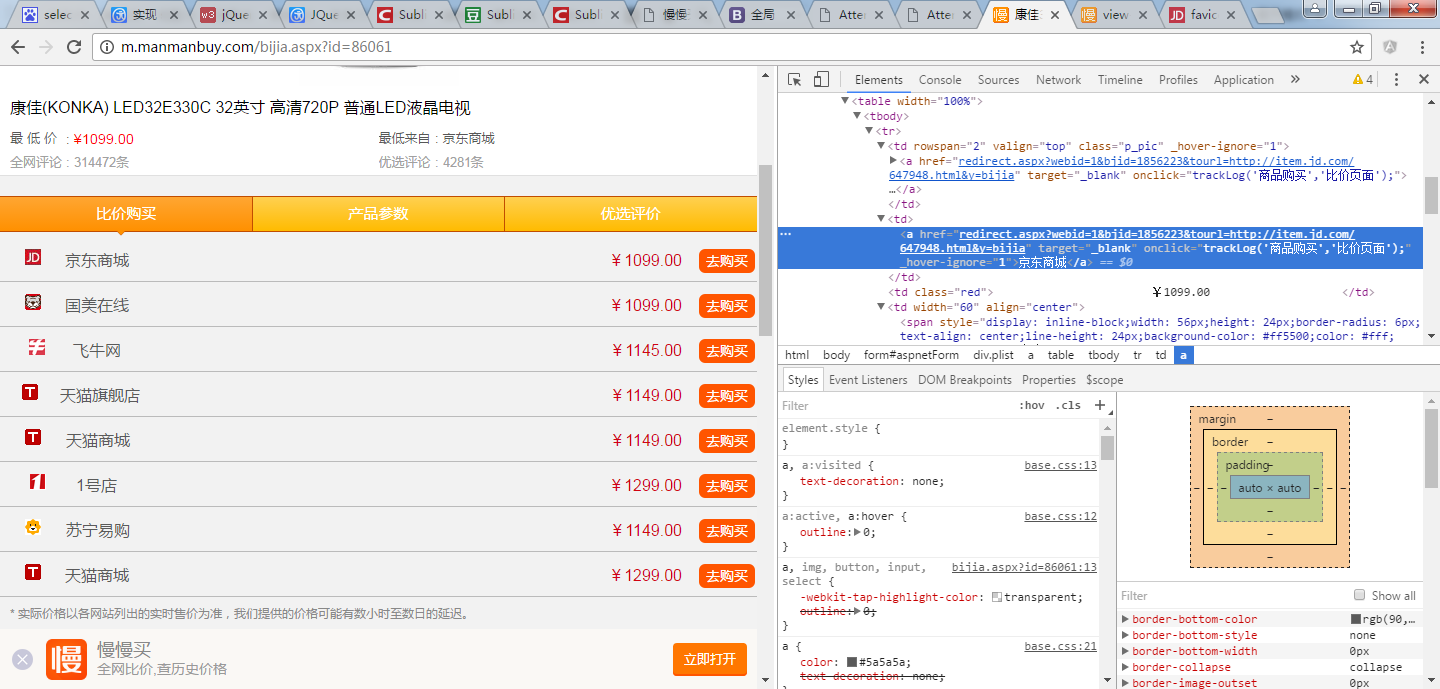 selec
实现
jQue
JQue
Subli
Subli
Subli
慢慢
全局
Atter
Atter
康佳
view
favic
m.manmanbuy.com/bijia.aspx?id=86061
康佳(KONKA) LED32E330C 32英寸 高清720P 普通LED液晶电视
最 低 价 : ¥1099.00
最低来自 : 京东商城
全网评论 : 314472条
优选评论 : 4281条
比价购买 产品参数 优选评价
JD 京东商城 ¥ 1099.00 去购买
国美在线 ¥ 1099.00 去购买
飞牛网 ¥ 1145.00 去购买
T 天猫旗舰店 ¥ 1149.00 去购买
T 天猫商城 ¥ 1149.00 去购买
1 1号店 ¥ 1299.00 去购买
苏宁易购 ¥ 1149.00 去购买
T 天猫商城 ¥ 1299.00 去购买
* 实际价格以各网站列出的实时售价为准，我们提供的价格可能有数小时至数日的延迟。
慢 慢慢买
全网比价,查历史价格
立即打开
Elements Console Sources Network Timeline Profiles Application » 4
<table width="100%">
<tbody>
<tr>
<td rowspan="2" valign="top" class="p_pic" _hover-ignore="1">
<a href="redirect.aspx?webid=1&bjid=1856223&tourl=http://item.jd.com/
647948.html&y=bijia" target="_blank" onclick="trackLog('商品购买','比价页面');">
…</a>
</td>
<td>
<a href="redirect.aspx?webid=1&bjid=1856223&tourl=http://item.jd.com/
647948.html&y=bijia" target="_blank" onclick="trackLog('商品购买','比价页面');"
_hover-ignore="1">京东商城</a> == $0
</td>
<td class="red"> ¥1099.00 </td>
<td width="60" align="center">
<span style="display: inline-block;width: 56px;height: 24px;border-radius: 6px;
text-align: center;line-height: 24px;background-color: #ff5500;color: #fff;
html body form#aspnetForm div.plist a table tbody tr td a
Styles Event Listeners DOM Breakpoints Properties $scope
Filter :hov .cls +
element.style {
}
a, a:visited { base.css:13
text-decoration: none;
}
a:active, a:hover { base.css:12
outline:0;
}
a, img, button, input, bijia.aspx?id=86061:13
select {
-webkit-tap-highlight-color: transparent;
outline:0;
}
a { base.css:21
color: #5a5a5a;
text-decoration: none;
margin –
border –
padding –
– – – auto × auto – – –
–
–
–
Filter Show all
border-bottom-color rgb(90,…
border-bottom-style none
border-bottom-width 0px
border-collapse collapse
border-image-outset 0px